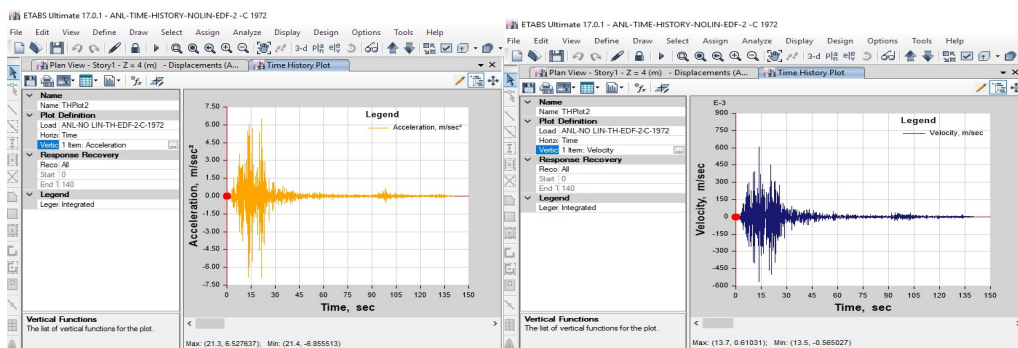 ETABS Ultimate 17.0.1 - ANL-TIME-HISTORY-NOLIN-EDF-2 -C 1972
File Edit View Define Draw Select Assign Analyze Display Design Options Tools Help
3-d
Plan View - Story1 - Z = 4 (m) - Displacements (A...
Time History Plot
Name
Name THPlot2
Plot Definition
Load ANL-NO LIN-TH-EDF-2-C-1972
Horiz Time
Vertic 1 Item: Acceleration ...
Response Recovery
Reco All
Start 0
End T 140
Legend
Leger Integrated
Vertical Functions
The list of vertical functions for the plot.
Legend
Acceleration, m/sec²
Acceleration, m/sec²
7.50
6.00
4.50
3.00
1.50
0.00
-1.50
-3.00
-4.50
-6.00
-7.50
0 15 30 45 60 75 90 105 120 135 150
Time, sec
Max: (21.3, 6.527637); Min: (21.4, -6.855513)
ETABS Ultimate 17.0.1 - ANL-TIME-HISTORY-NOLIN-EDF-2 -C 1972
File Edit View Define Draw Select Assign Analyze Display Design Options Tools Help
3-d
Plan View - Story1 - Z = 4 (m) - Displacements (A...
Time History Plot
Name
Name THPlot2
Plot Definition
Load ANL-NO LIN-TH-EDF-2-C-1972
Horiz Time
Vertic 1 Item: Velocity ...
Response Recovery
Reco All
Start 0
End T 140
Legend
Leger Integrated
Vertical Functions
The list of vertical functions for the plot.
E-3
Legend
Velocity, m/sec
Velocity, m/sec
900
750
600
450
300
150
0
-150
-300
-450
-600
0 15 30 45 60 75 90 105 120 135 150
Time, sec
Max: (13.7, 0.61031); Min: (13.5, -0.565027)